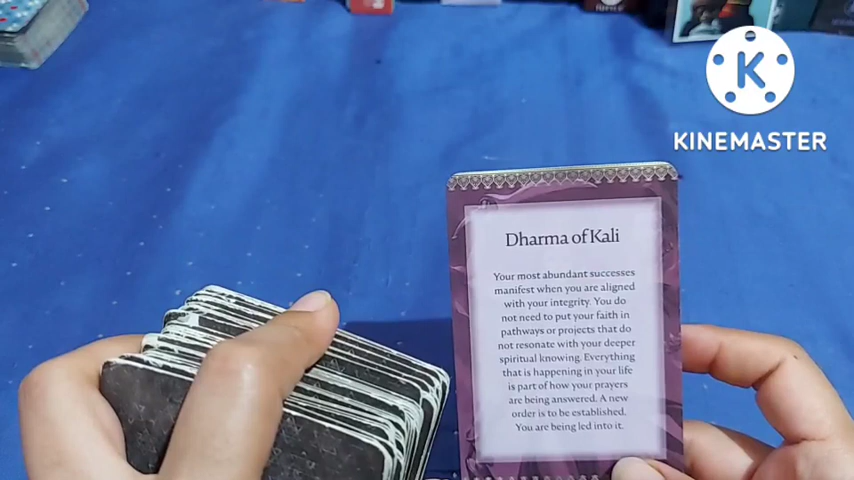 K
KINEMASTER
Dharma of Kali
Your most abundant successes
manifest when you are aligned
with your integrity. You do
not need to put your faith in
pathways or projects that do
not resonate with your deeper
spiritual knowing. Everything
that is happening in your life
is part of how your prayers
are being answered. A new
order is to be established.
You are being led into it.